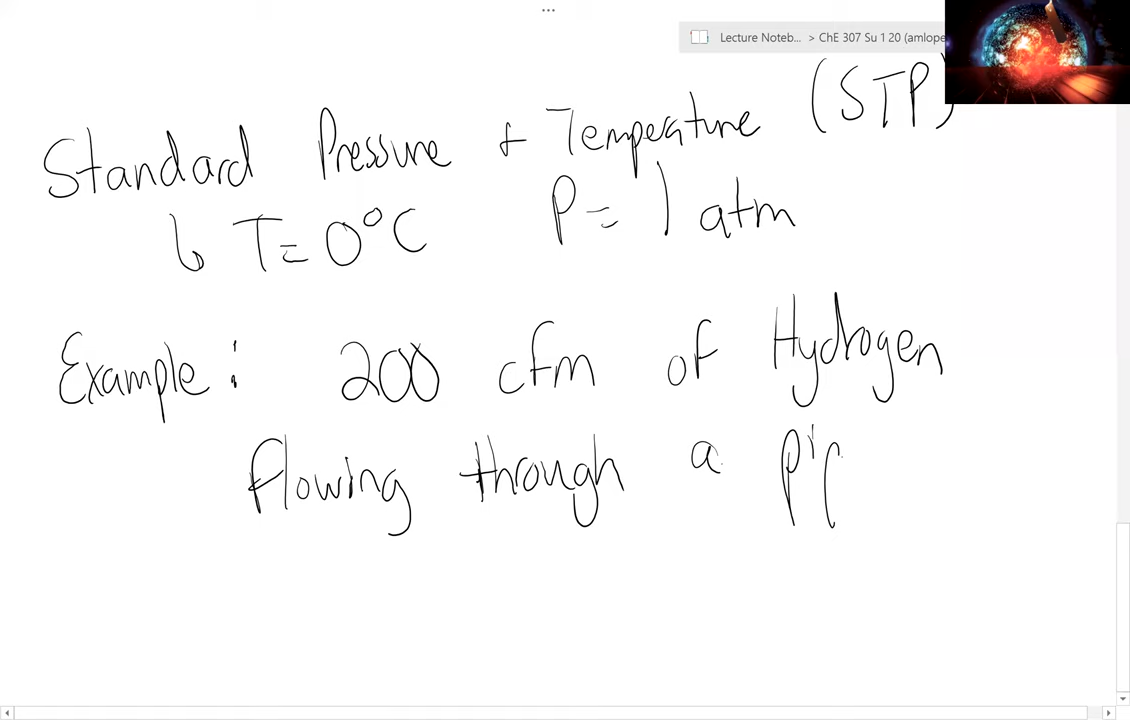 Lecture Noteb... > ChE 307 Su 1 20 (amlope
Standard Pressure + Temperature (STP)
↳ T= 0°C P= 1 atm
Example: 200 cfm of Hydrogen
flowing through a pip